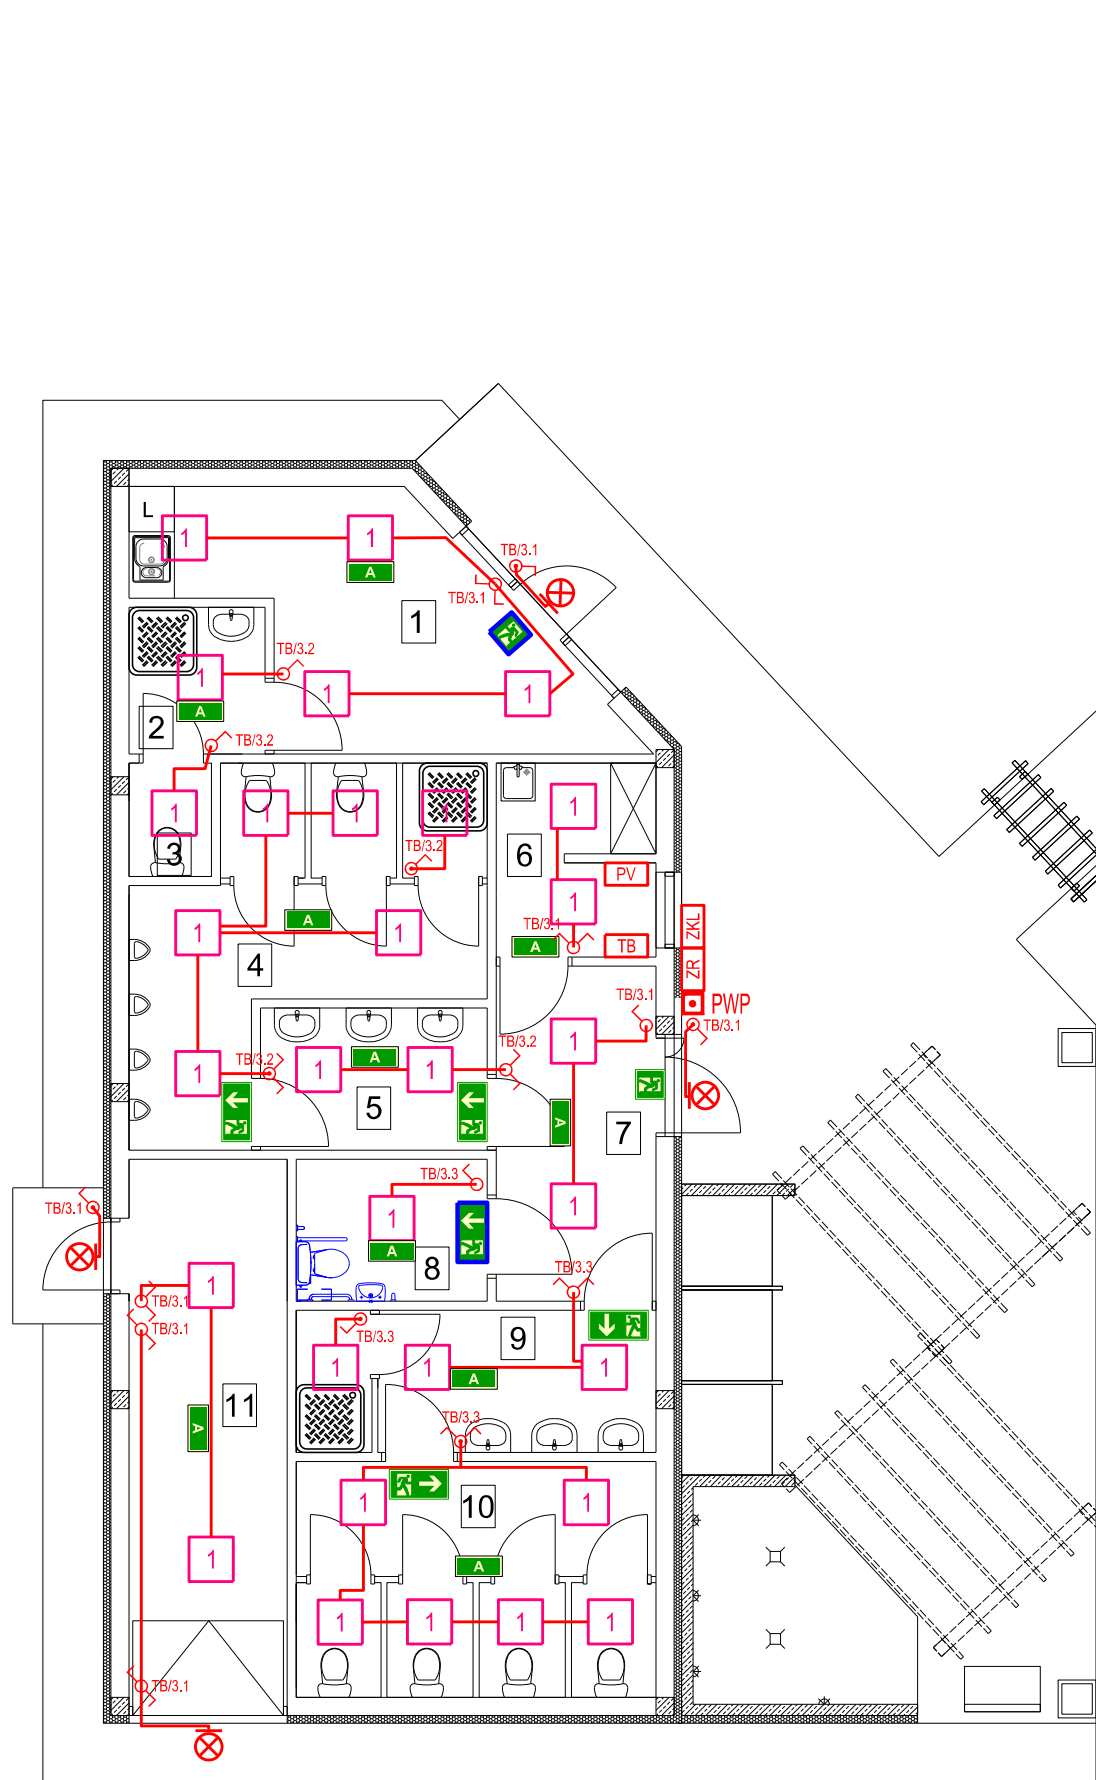 L
1 1
A
TB/3.1
TB/3.1
1
TB/3.2
1
1 1
A
2
TB/3.2
1 1 1 1
1
TB/3.2
3
6
PV
1
A
TB/3.1
1 1
ZKL
A
TB
4
ZR
TB/3.1
PWP
TB/3.1
1
TB/3.2
TB/3.2
A
1 1 1
5
A
7
TB/3.3
TB/3.1
1
1
A
8
TB/3.3
1
TB/3.1
TB/3.1
TB/3.3
9
1 1 1
A
11
A
TB/3.3
1 1
10
1
A
1 1 1 1
TB/3.1